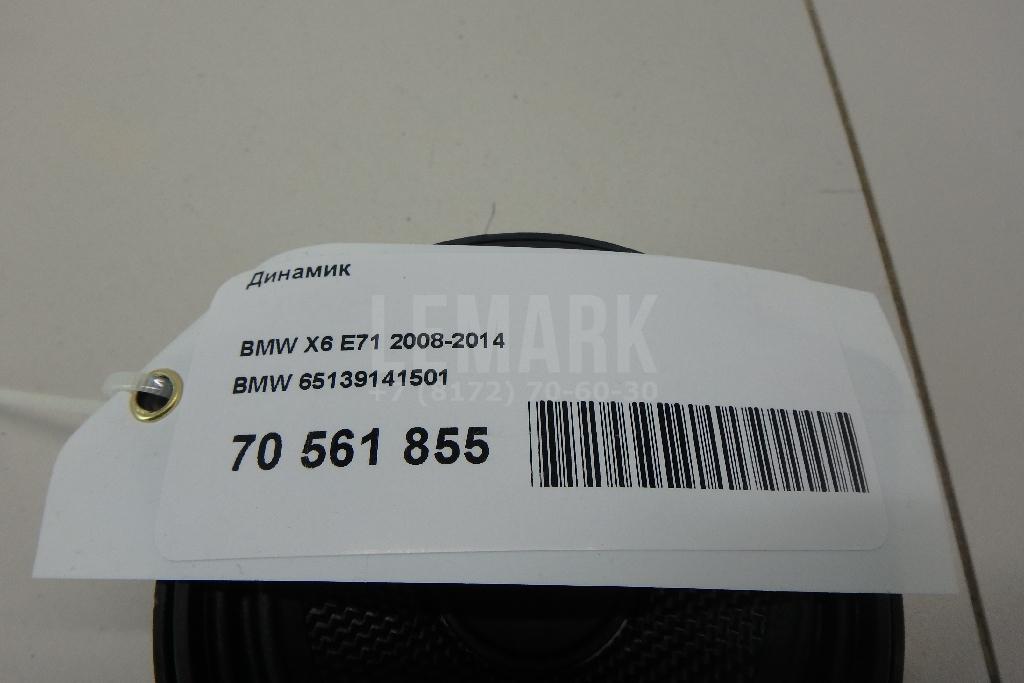 Динамик
LEMARK
BMW X6 E71 2008-2014
BMW 65139141501
+7 (8172) 70-60-30
70 561 855